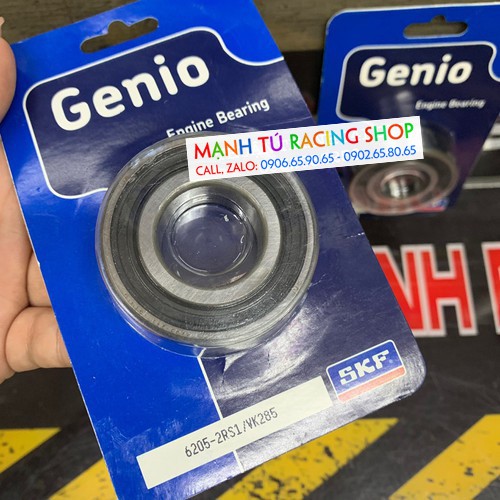 Genio
Engine Bearing
MẠNH TÚ RACING SHOP
CALL, ZALO: 0906.65.90.65 - 0902.65.80.65
SKF
6205-2RS1/VK285
Genio
Engine Bearing
NH